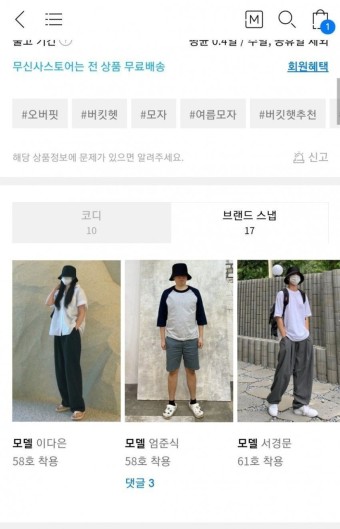 M
1
출고 기간 ⓘ 평균 0.4일 / 주말, 공휴일 제외
무신사스토어는 전 상품 무료배송 회원혜택
#오버핏 #버킷햇 #모자 #여름모자 #버킷햇추천
해당 상품정보에 문제가 있으면 알려주세요. 신고
코디 브랜드 스냅
10 17
모델 이다은 모델 엄준식 모델 서경문
58호 착용 58호 착용 61호 착용
댓글 3